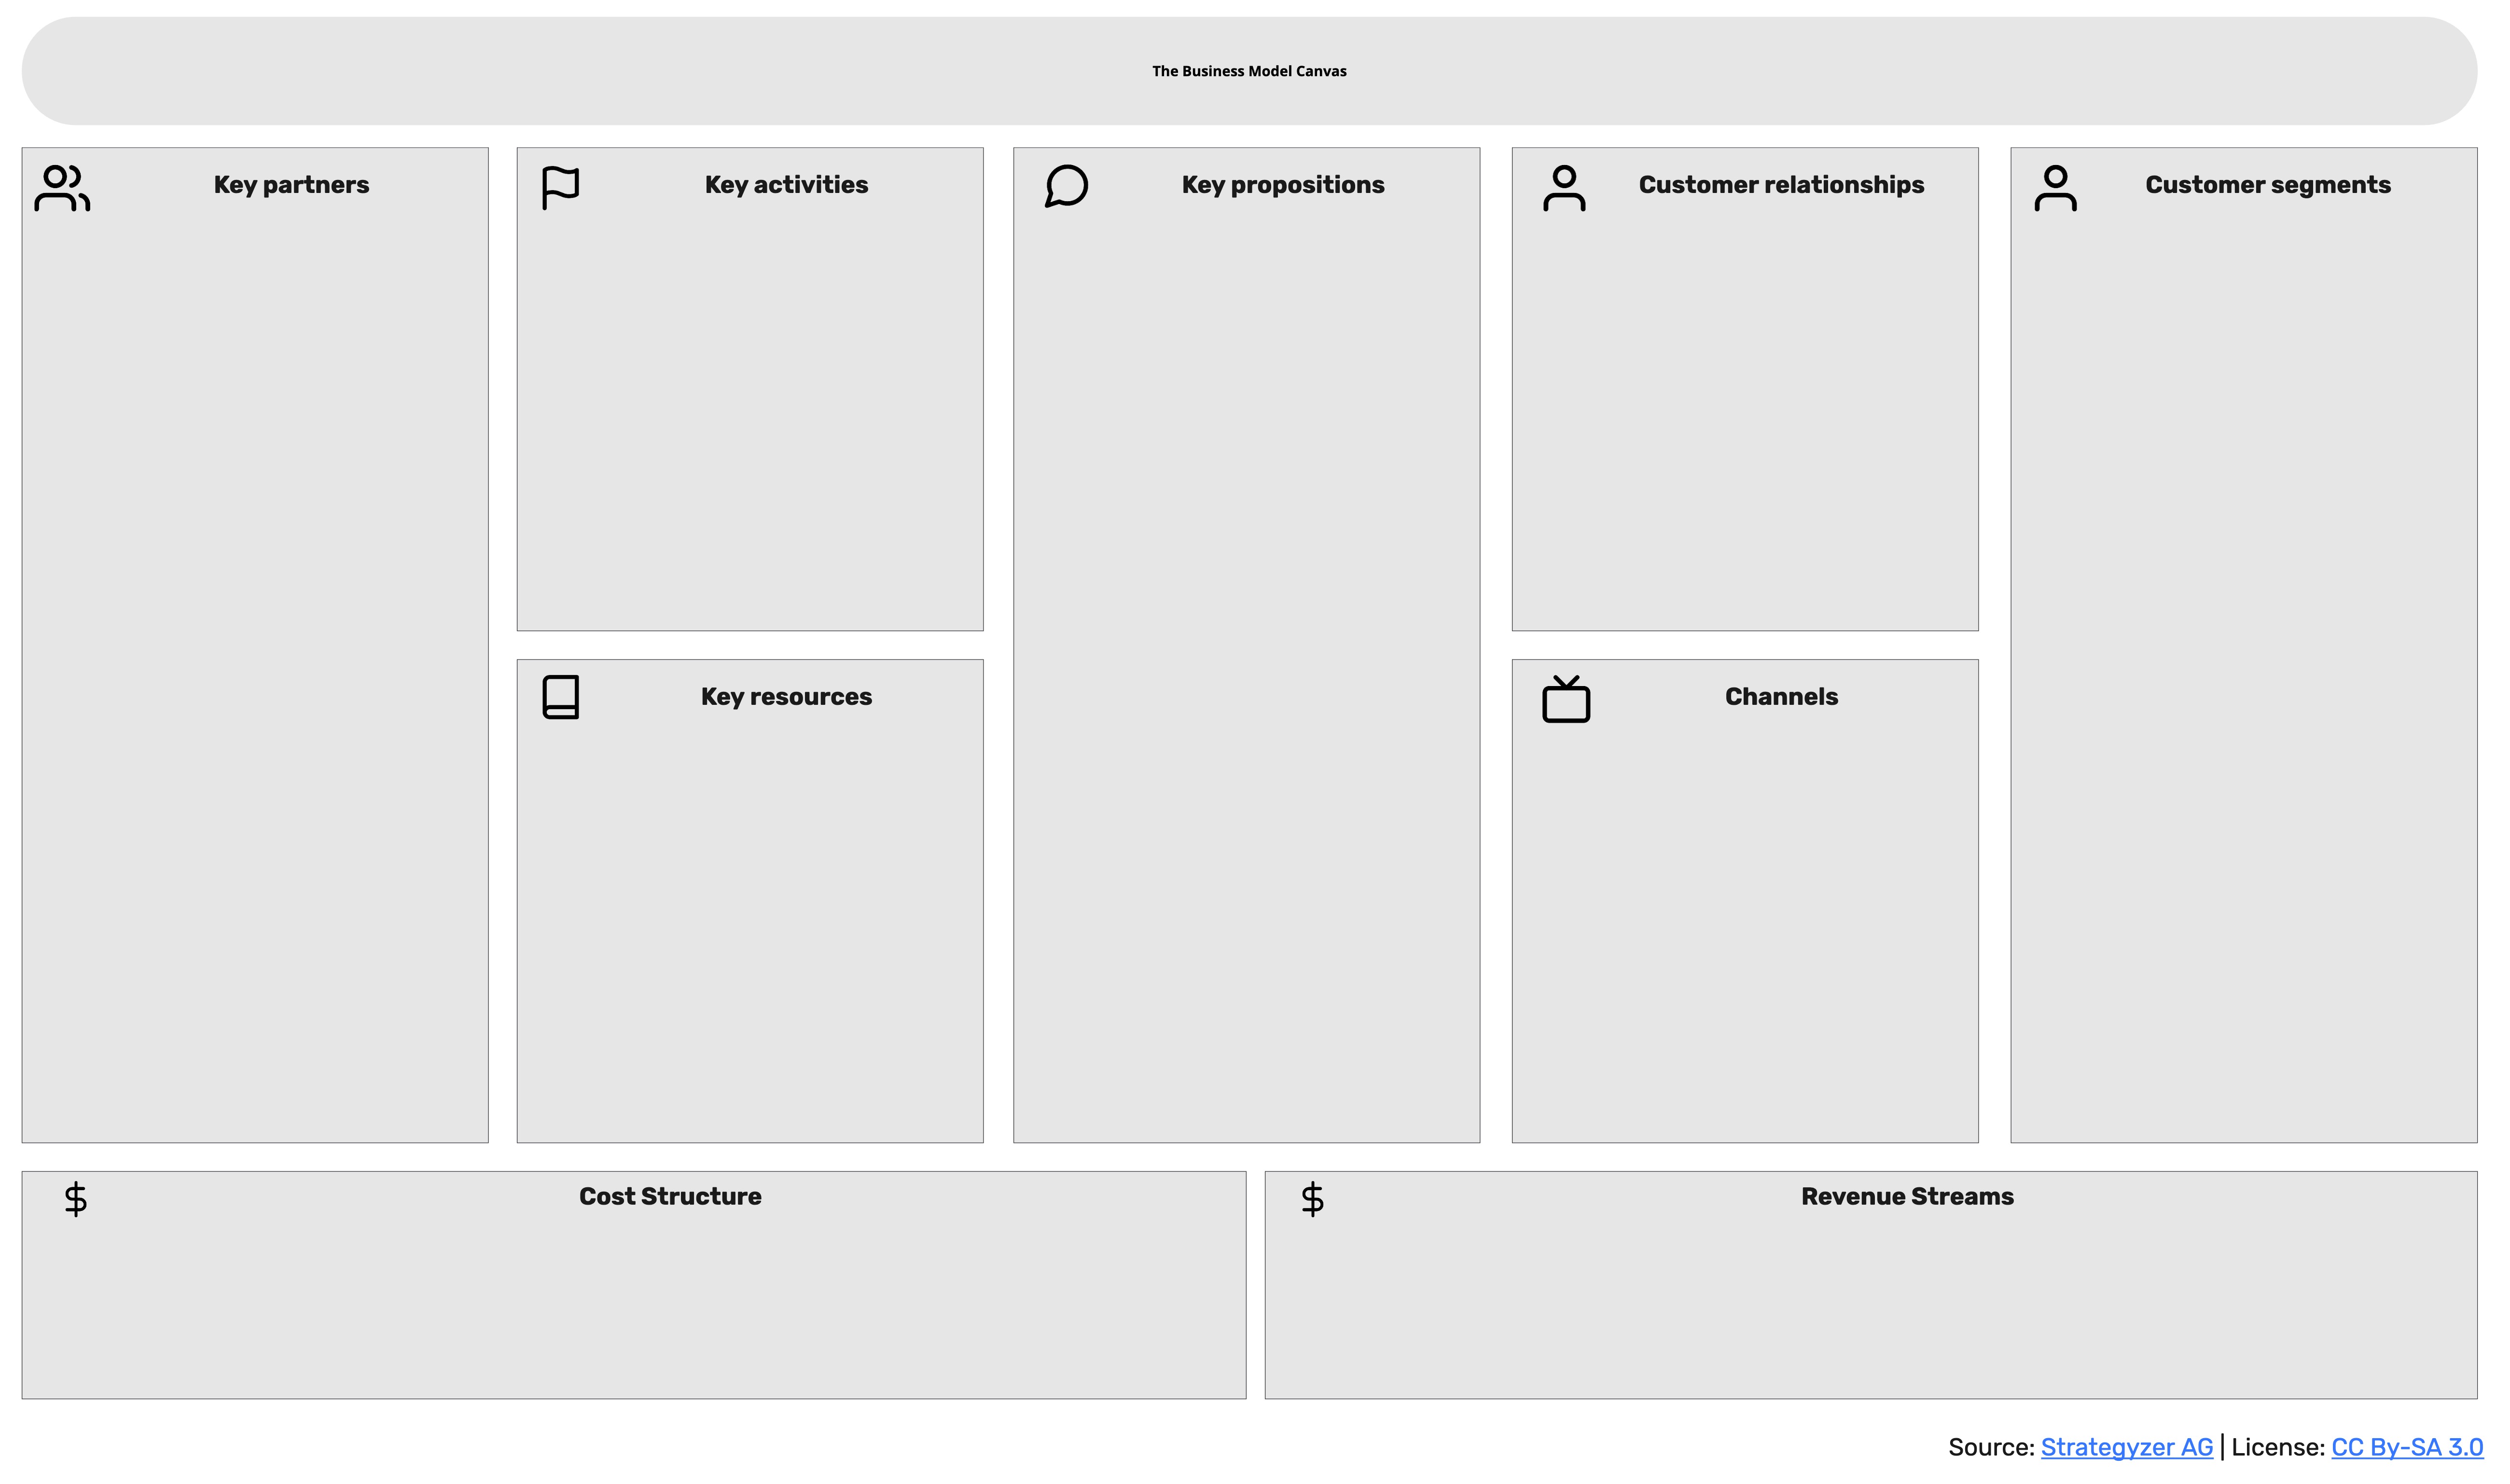 The Business Model Canvas
Key partners
Key activities
Key propositions
Customer relationships
Customer segments
Key resources
Channels
Cost Structure
Revenue Streams
Source: Strategyzer AG | License: CC By-SA 3.0